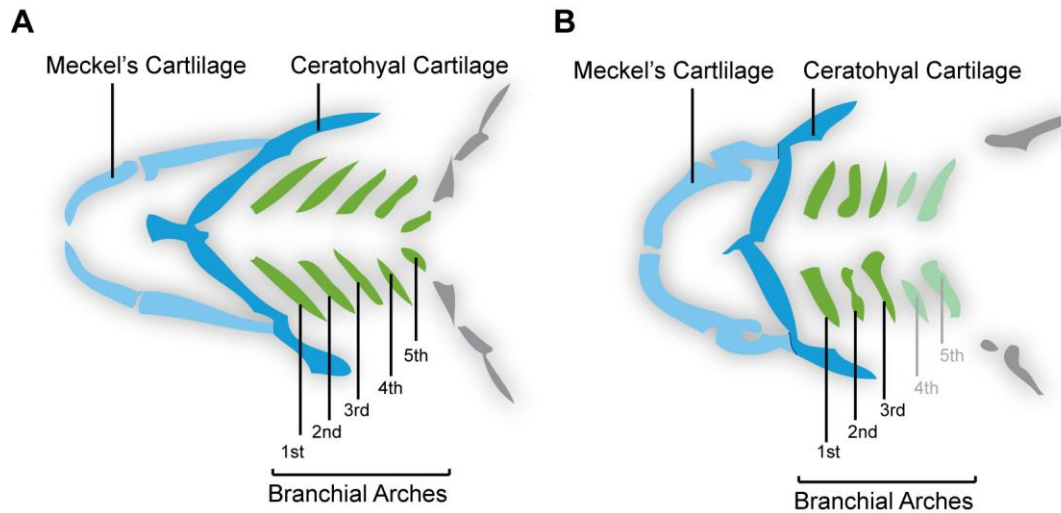 A
Meckel's Cartlilage
Ceratohyal Cartilage
5th
4th
3rd
2nd
1st
Branchial Arches
B
Meckel's Cartlilage
Ceratohyal Cartilage
5th
4th
3rd
2nd
1st
Branchial Arches